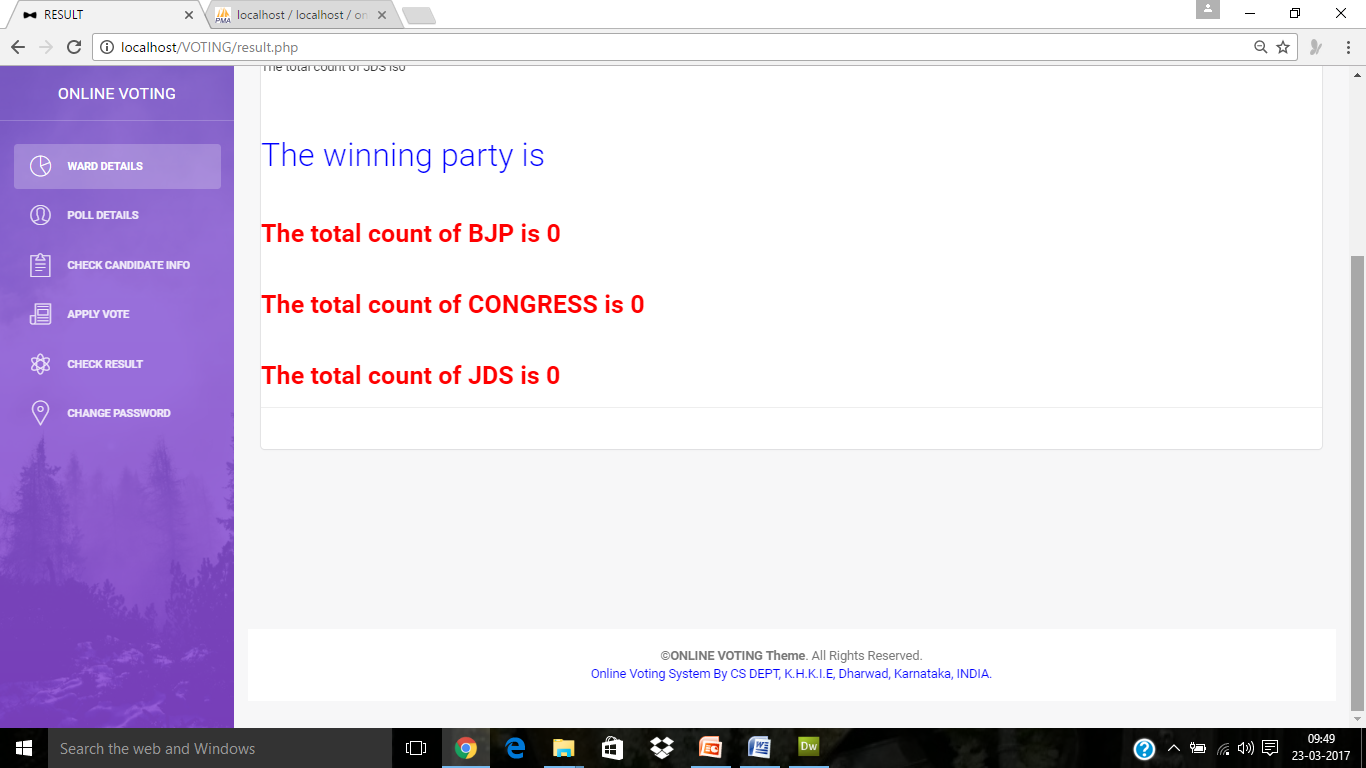 RESULT
localhost / localhost / on
localhost/VOTING/result.php
The total count of JDS is0
ONLINE VOTING
WARD DETAILS
POLL DETAILS
CHECK CANDIDATE INFO
APPLY VOTE
CHECK RESULT
CHANGE PASSWORD
The winning party is
The total count of BJP is 0
The total count of CONGRESS is 0
The total count of JDS is 0
©ONLINE VOTING Theme. All Rights Reserved.
Online Voting System By CS DEPT, K.H.K.I.E, Dharwad, Karnataka, INDIA.
Search the web and Windows
Dw
09:49
23-03-2017